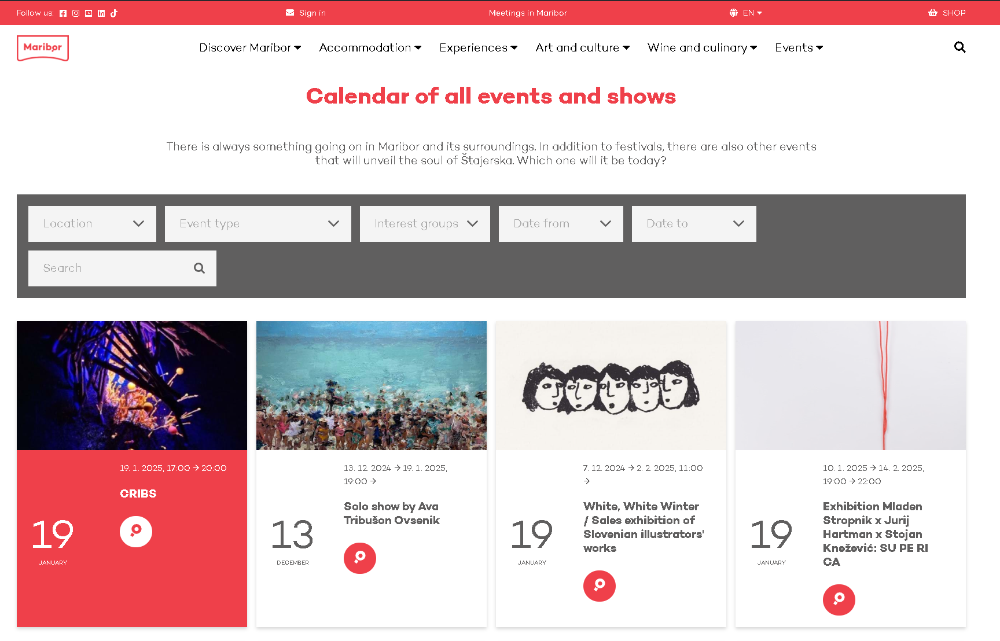 Follow us:
Sign in
Meetings in Maribor
EN
SHOP
Maribor
Discover Maribor
Accommodation
Experiences
Art and culture
Wine and culinary
Events
Calendar of all events and shows
There is always something going on in Maribor and its surroundings. In addition to festivals, there are also other events
that will unveil the soul of Štajerska. Which one will it be today?
Location
Event type
Interest groups
Date from
Date to
Search
19
JANUARY
19. 1. 2025, 17:00 → 20:00
CRIBS
13
DECEMBER
13. 12. 2024 → 19. 1. 2025,
19:00 →
Solo show by Ava
Tribušon Ovsenik
19
JANUARY
7. 12. 2024 → 2. 2. 2025, 11:00
→
White, White Winter
/ Sales exhibition of
Slovenian illustrators'
works
19
JANUARY
10. 1. 2025 → 14. 2. 2025,
19:00 → 22:00
Exhibition Mladen
Stropnik x Jurij
Hartman x Stojan
Knežević: SU PE RI
CA